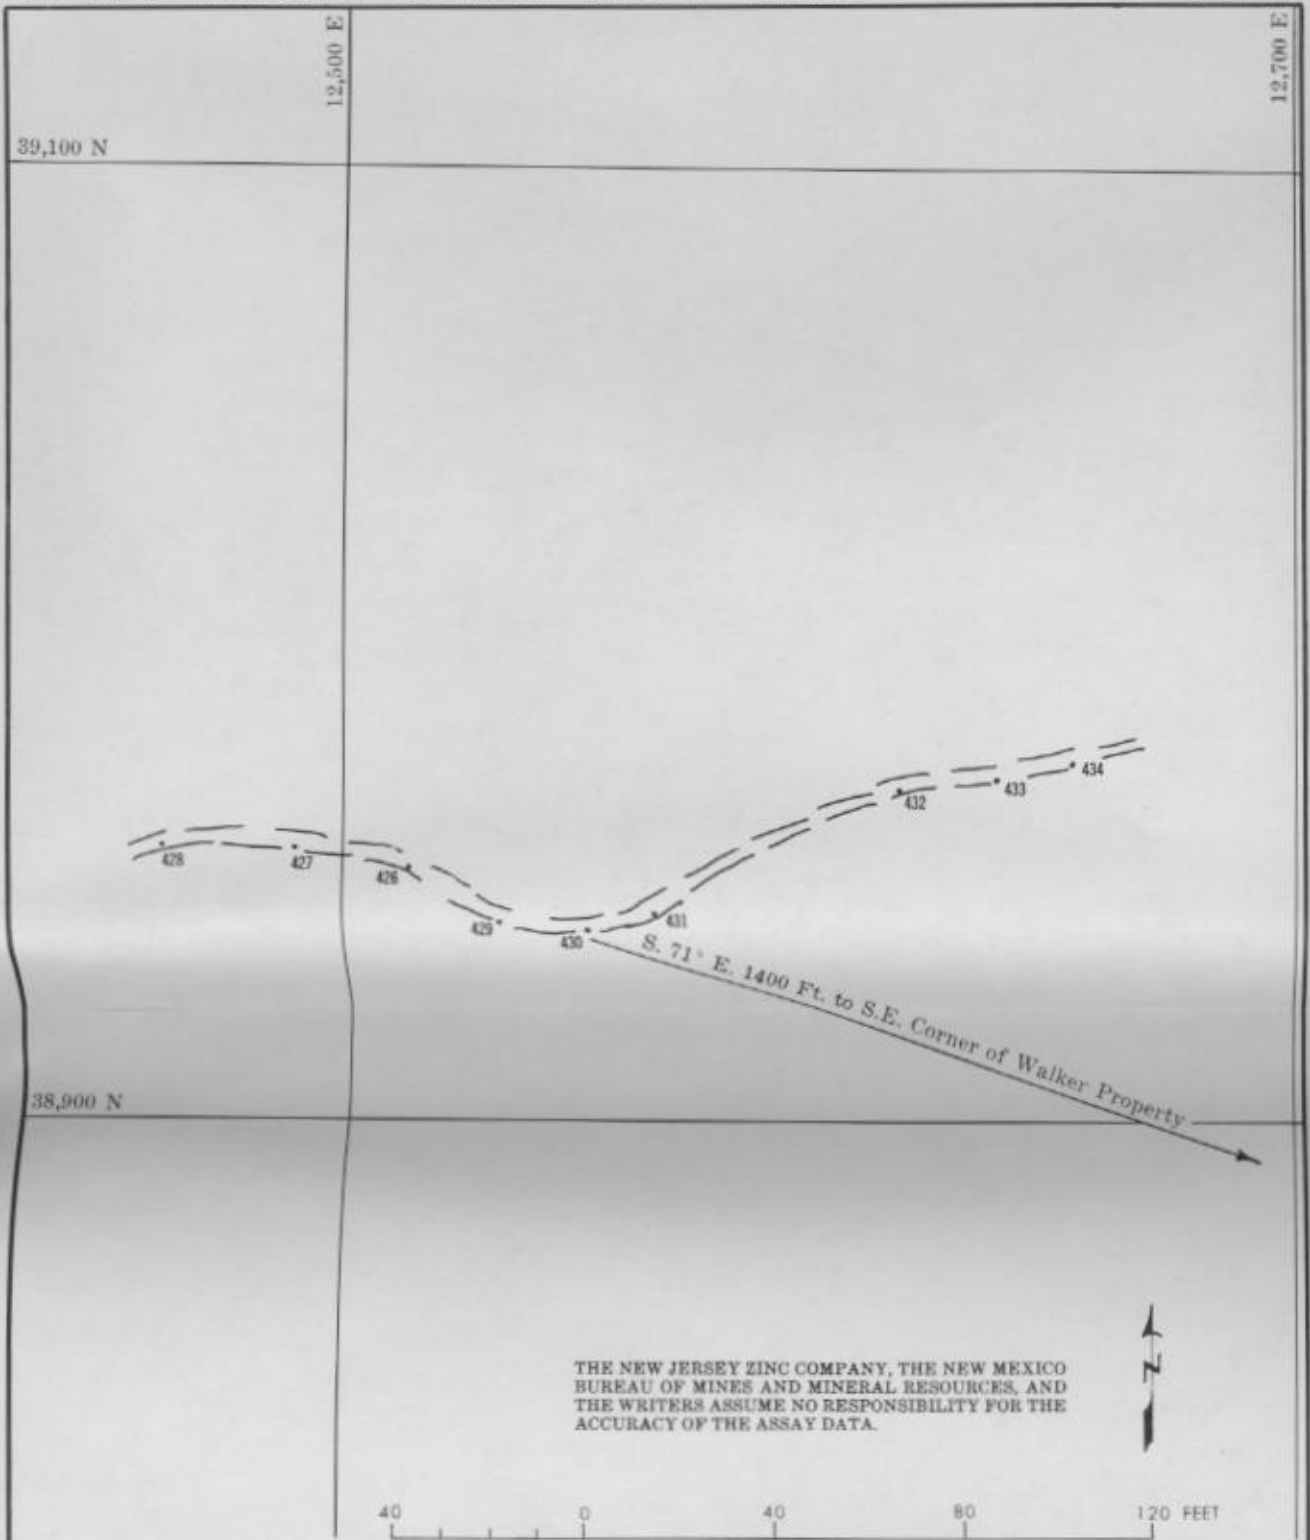 12,500 E
12,700 E
39,100 N
434
433
432
428
427
426
431
429
430
S. 71° E. 1400 Ft. to S.E. Corner of Walker Property
38,900 N
N
THE NEW JERSEY ZINC COMPANY, THE NEW MEXICO
BUREAU OF MINES AND MINERAL RESOURCES, AND
THE WRITERS ASSUME NO RESPONSIBILITY FOR THE
ACCURACY OF THE ASSAY DATA.
40 0 40 80 120 FEET